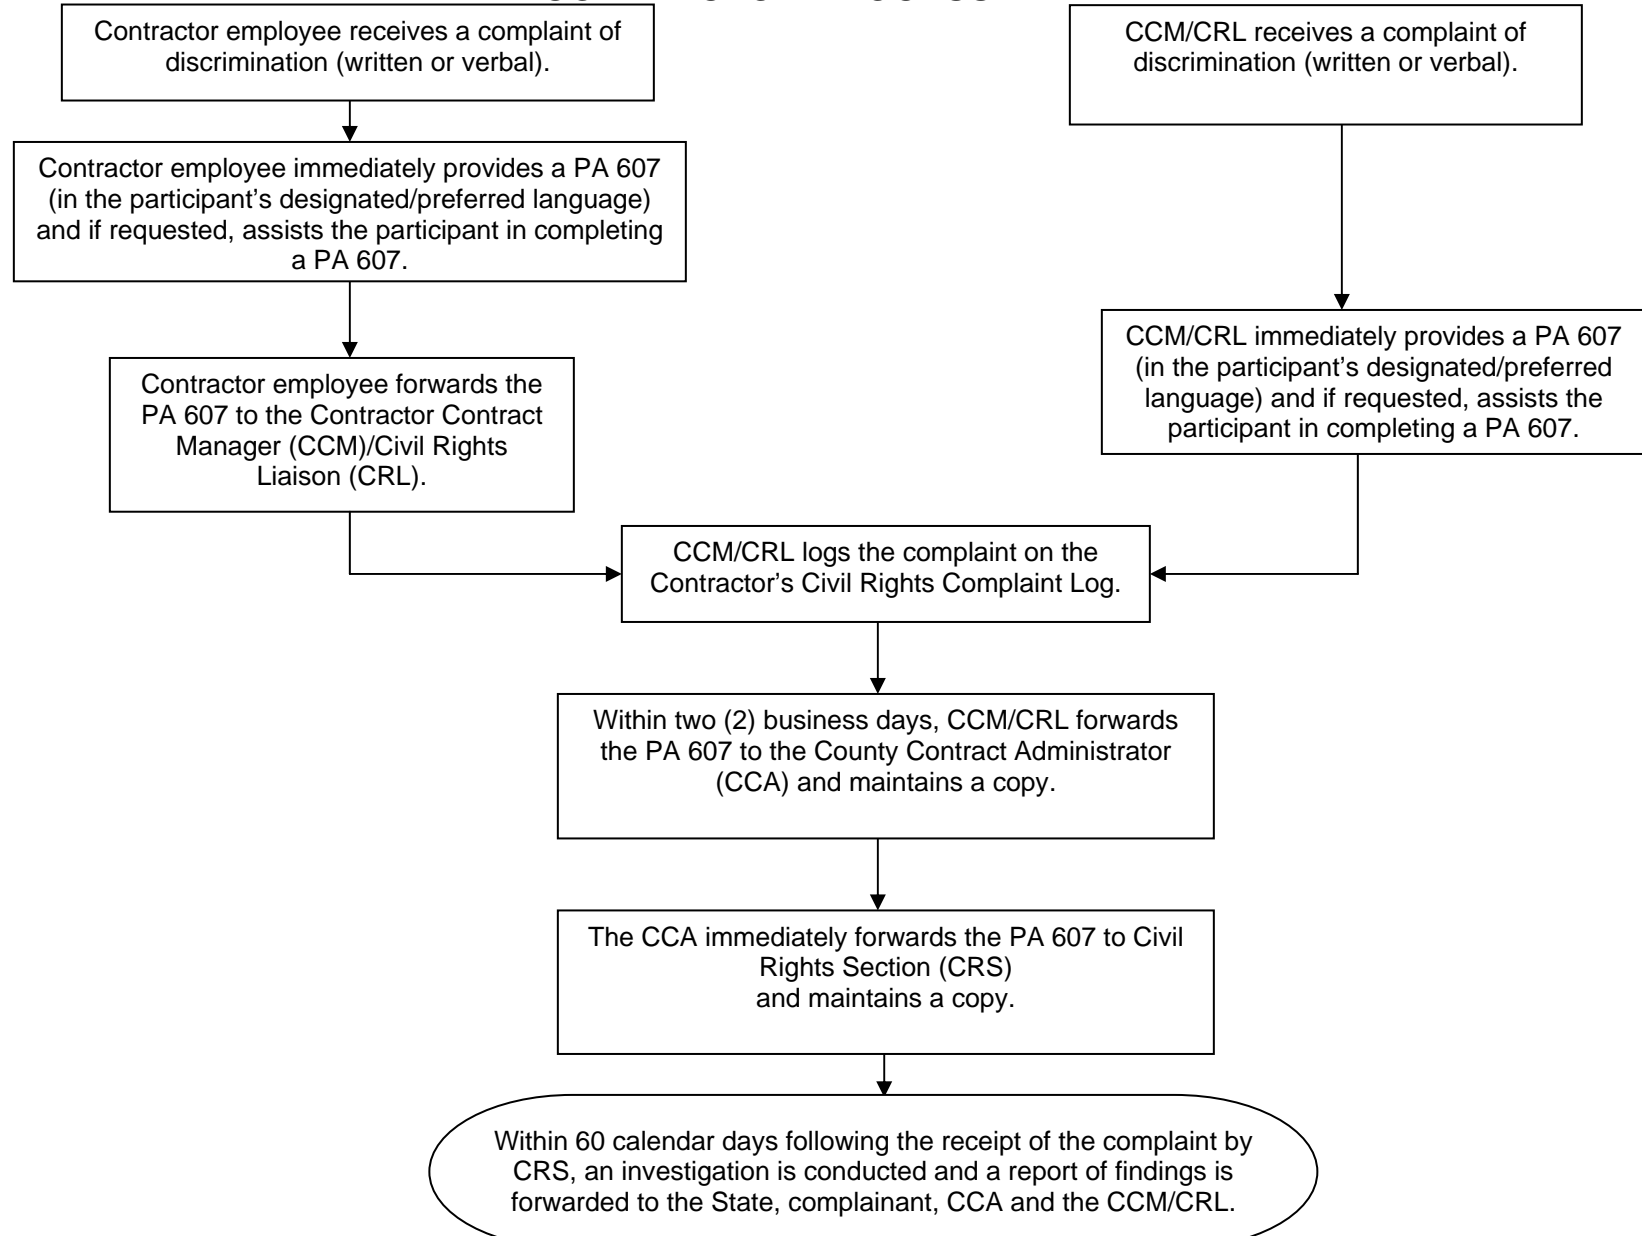 Contractor employee receives a complaint of
discrimination (written or verbal).
CCM/CRL receives a complaint of
discrimination (written or verbal).
Contractor employee immediately provides a PA 607
(in the participant’s designated/preferred language)
and if requested, assists the participant in completing
a PA 607.
CCM/CRL immediately provides a PA 607
(in the participant’s designated/preferred
language) and if requested, assists the
participant in completing a PA 607.
Contractor employee forwards the
PA 607 to the Contractor Contract
Manager (CCM)/Civil Rights
Liaison (CRL).
CCM/CRL logs the complaint on the
Contractor’s Civil Rights Complaint Log.
Within two (2) business days, CCM/CRL forwards
the PA 607 to the County Contract Administrator
(CCA) and maintains a copy.
The CCA immediately forwards the PA 607 to Civil
Rights Section (CRS)
and maintains a copy.
Within 60 calendar days following the receipt of the complaint by
CRS, an investigation is conducted and a report of findings is
forwarded to the State, complainant, CCA and the CCM/CRL.